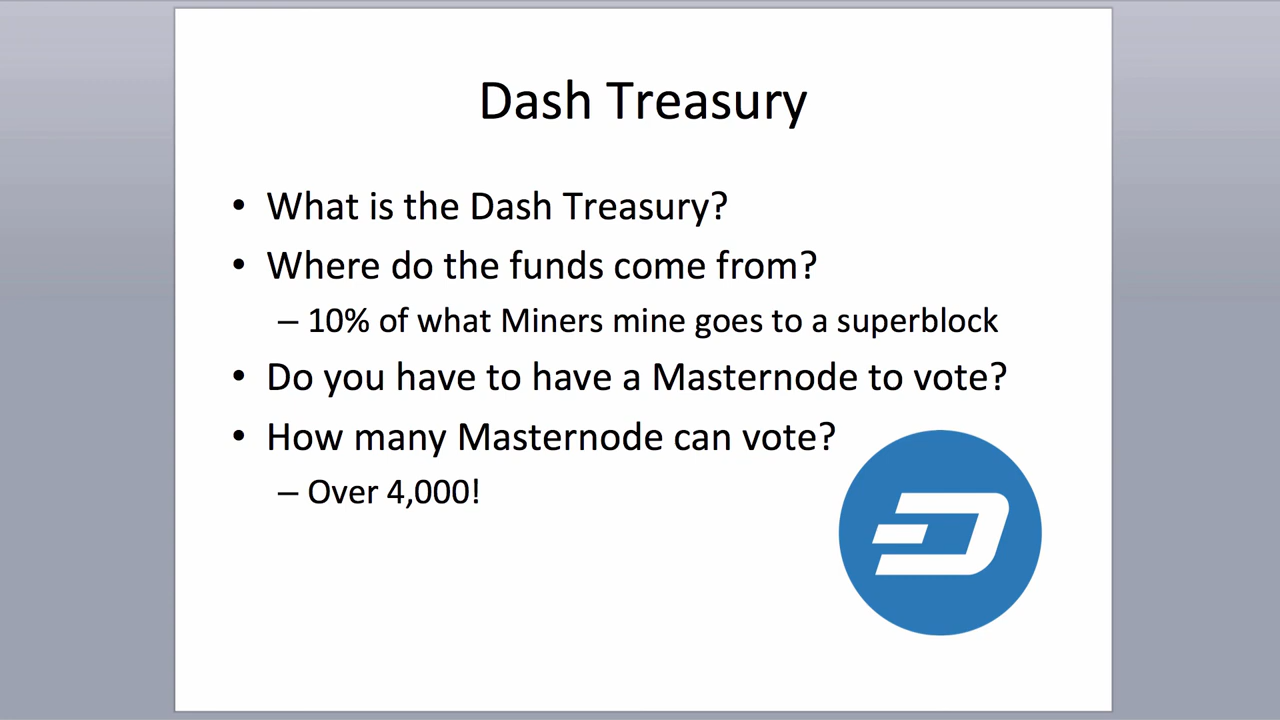 Dash Treasury
• What is the Dash Treasury?
• Where do the funds come from?
– 10% of what Miners mine goes to a superblock
• Do you have to have a Masternode to vote?
• How many Masternode can vote?
– Over 4,000!